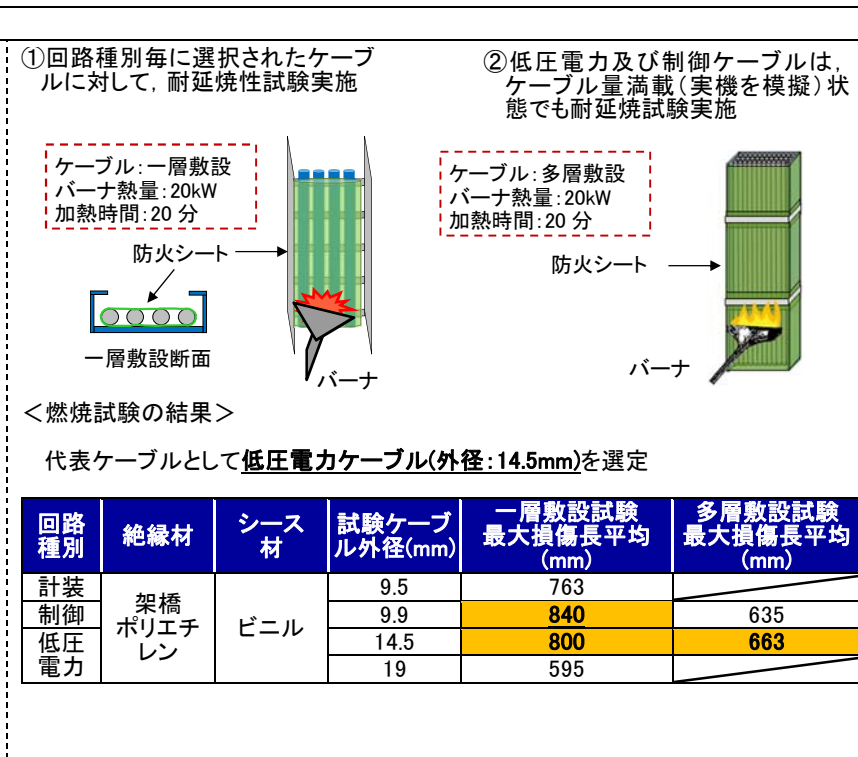 ①回路種別毎に選択されたケーブ
ルに対して，耐延焼性試験実施
②低圧電力及び制御ケーブルは，
ケーブル量満載（実機を模擬）状
態でも耐延焼試験実施
ケーブル：一層敷設
バーナ熱量：20kW
加熱時間：20 分
防火シート
一層敷設断面
バーナ
ケーブル：多層敷設
バーナ熱量：20kW
加熱時間：20 分
防火シート
バーナ
＜燃焼試験の結果＞
代表ケーブルとして低圧電力ケーブル(外径：14.5mm)を選定
回路
種別
絶縁材
シース
材
試験ケーブ
ル外径(mm)
一層敷設試験
最大損傷長平均
(mm)
多層敷設試験
最大損傷長平均
(mm)
計装
架橋
ポリエチ
レン
ビニル
9.5
763
制御
9.9
840
635
低圧
電力
14.5
800
663
19
595